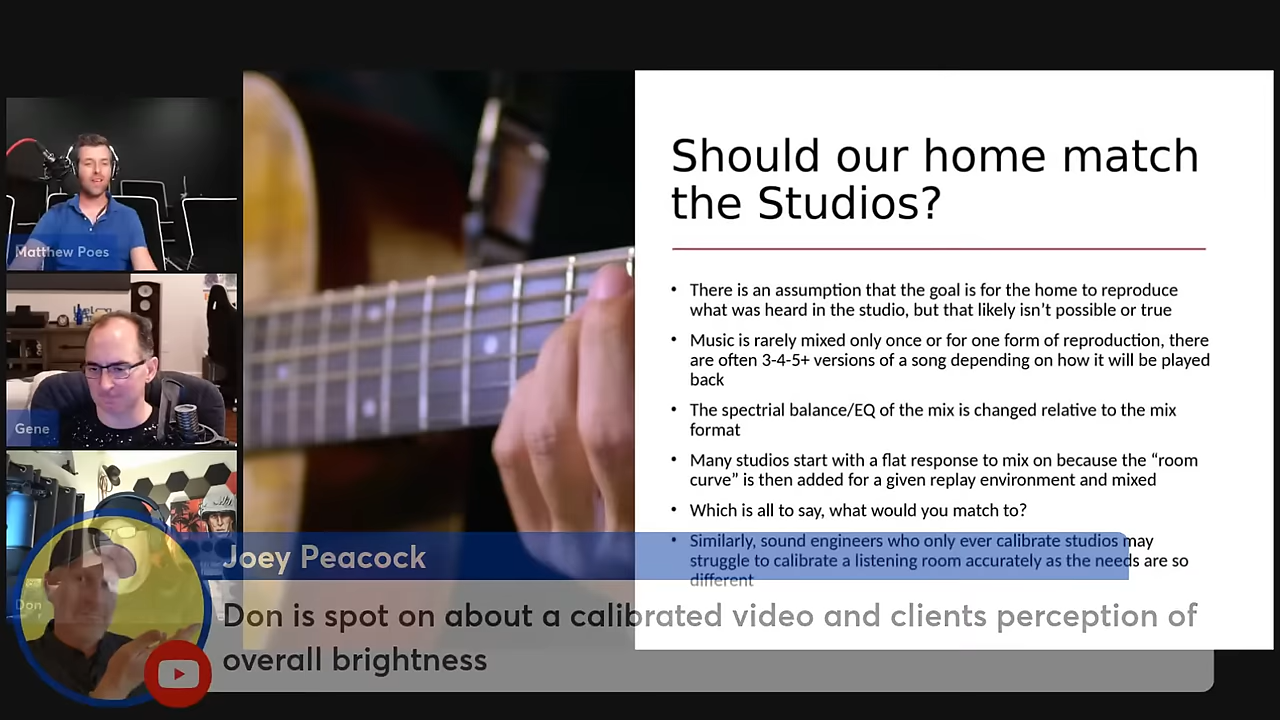 Matthew Poes
Gene
Don
Should our home match
the Studios?
• There is an assumption that the goal is for the home to reproduce
what was heard in the studio, but that likely isn’t possible or true
• Music is rarely mixed only once or for one form of reproduction, there
are often 3-4-5+ versions of a song depending on how it will be played
back
• The spectrial balance/EQ of the mix is changed relative to the mix
format
• Many studios start with a flat response to mix on because the “room
curve” is then added for a given replay environment and mixed
• Which is all to say, what would you match to?
• Similarly, sound engineers who only ever calibrate studios may
struggle to calibrate a listening room accurately as the needs are so
different
Joey Peacock
Don is spot on about a calibrated video and clients perception of
overall brightness